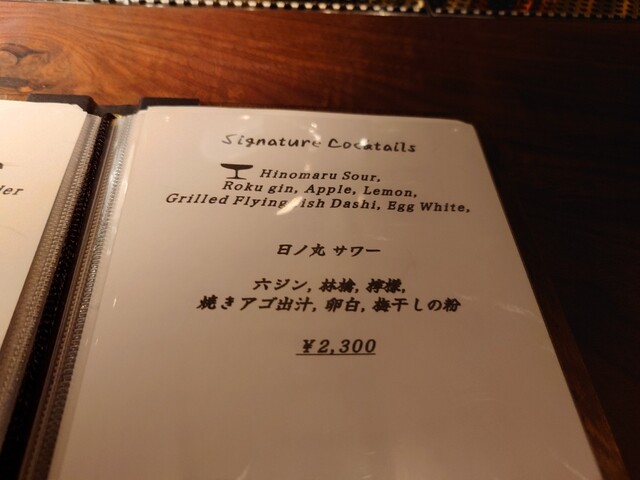 Signature Cocatails
Hinomaru Sour,
Roku gin, Apple, Lemon,
Grilled Flying ish Dashi, Egg White,
日ノ丸 サワー
六ジン, 林檎, 檸檬,
焼きアゴ出汁, 卵白, 梅干しの粉
¥2,300